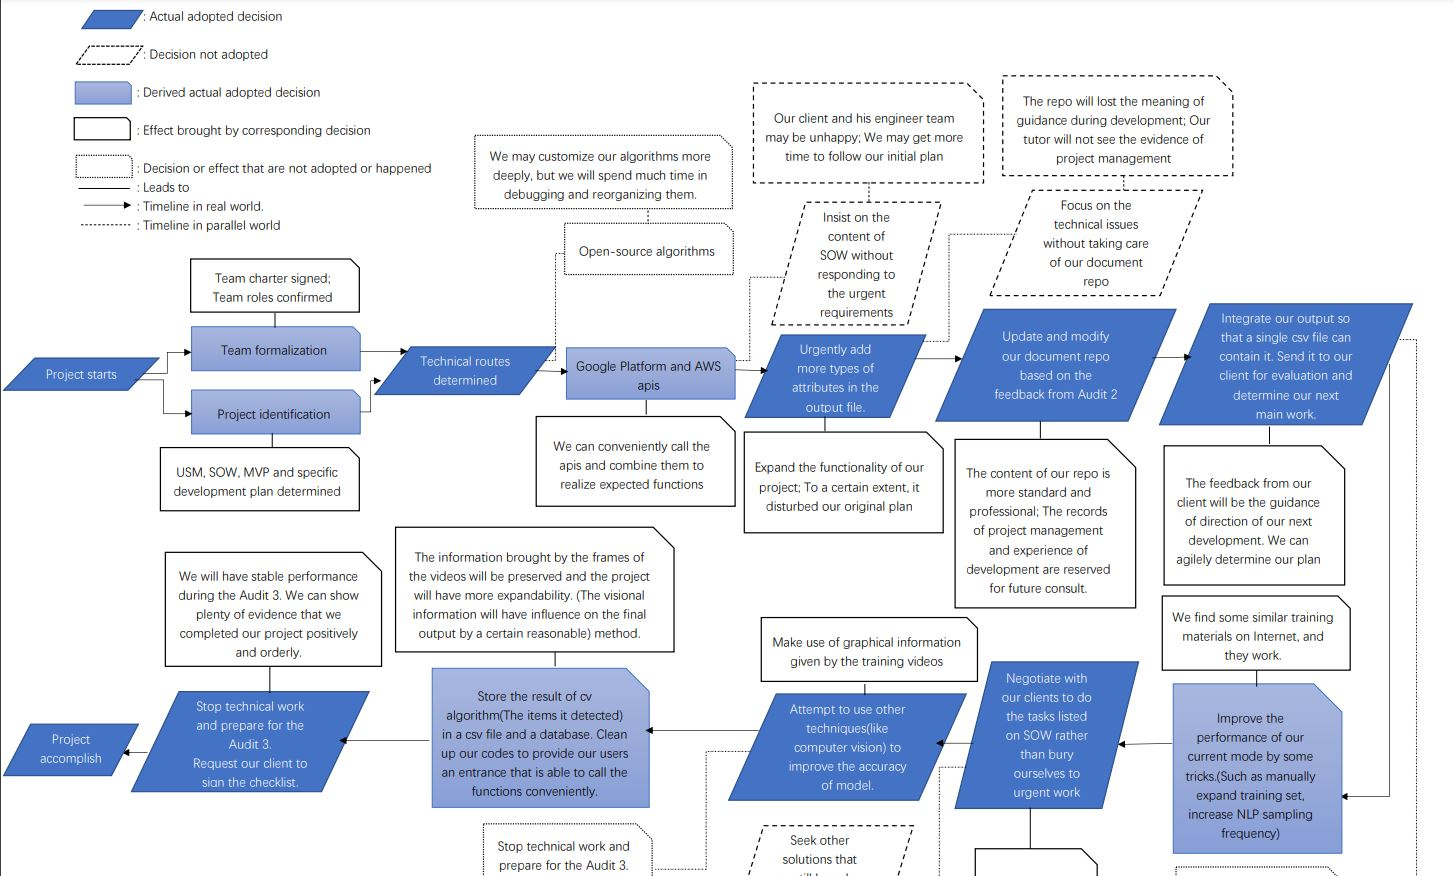 : Actual adopted decision
: Decision not adopted
: Derived actual adopted decision
: Effect brought by corresponding decision
: Decision or effect that are not adopted or happened
: Leads to
: Timeline in real world.
: Timeline in parallel world
We may customize our algorithms more
deeply, but we will spend much time in
debugging and reorganizing them.
Open-source algorithms
Our client and his engineer team
may be unhappy; We may get more
time to follow our initial plan
Insist on the
content of
SOW without
responding to
the urgent
requirements
The repo will lost the meaning of
guidance during development; Our
tutor will not see the evidence of
project management
Focus on the
technical issues
without taking care
of our document
repo
Team charter signed;
Team roles confirmed
Team formalization
Project starts
Project identification
USM, SOW, MVP and specific
development plan determined
Technical routes
determined
Google Platform and AWS
apis
We can conveniently call the
apis and combine them to
realize expected functions
Urgently add
more types of
attributes in the
output file.
Expand the functionality of our
project; To a certain extent, it
disturbed our original plan
Update and modify
our document repo
based on the
feedback from Audit 2
The content of our repo is
more standard and
professional; The records
of project management
and experience of
development are reserved
for future consult.
Integrate our output so
that a single csv file can
contain it. Send it to our
client for evaluation and
determine our next
main work.
The feedback from our
client will be the guidance
of direction of our next
development. We can
agilely determine our plan
We find some similar training
materials on Internet, and
they work.
Improve the
performance of our
current mode by some
tricks.(Such as manually
expand training set,
increase NLP sampling
frequency)
Negotiate with
our clients to do
the tasks listed
on SOW rather
than bury
ourselves to
urgent work
Make use of graphical information
given by the training videos
Attempt to use other
techniques(like
computer vision) to
improve the accuracy
of model.
The information brought by the frames of
the videos will be preserved and the project
will have more expandability. (The visional
information will have influence on the final
output by a certain reasonable) method.
Store the result of cv
algorithm(The items it detected)
in a csv file and a database. Clean
up our codes to provide our users
an entrance that is able to call the
functions conveniently.
We will have stable performance
during the Audit 3. We can show
plenty of evidence that we
completed our project positively
and orderly.
Stop technical work
and prepare for the
Audit 3.
Request our client to
sign the checklist.
Project
accomplish
Stop technical work and
prepare for the Audit 3.
Seek other
solutions that